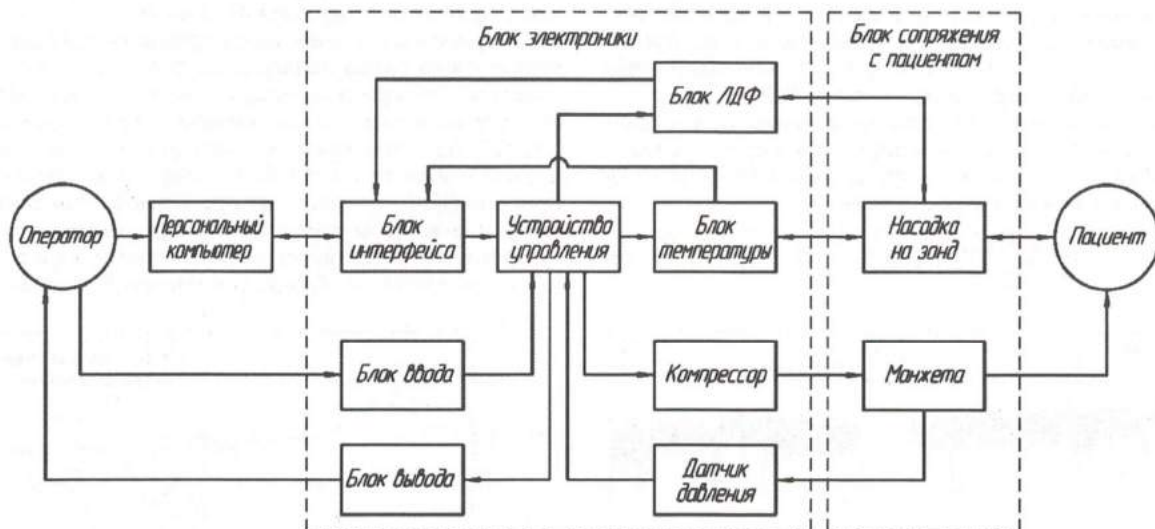 Блок электроники
Блок сопряжения
с пациентом
Блок ЛДФ
Оператор
Персональный
компьютер
Блок
интерфейса
Устройство
управления
Блок
температуры
Насадка
на зонд
Пациент
Блок ввода
Компрессор
Манжета
Блок вывода
Датчик
давления